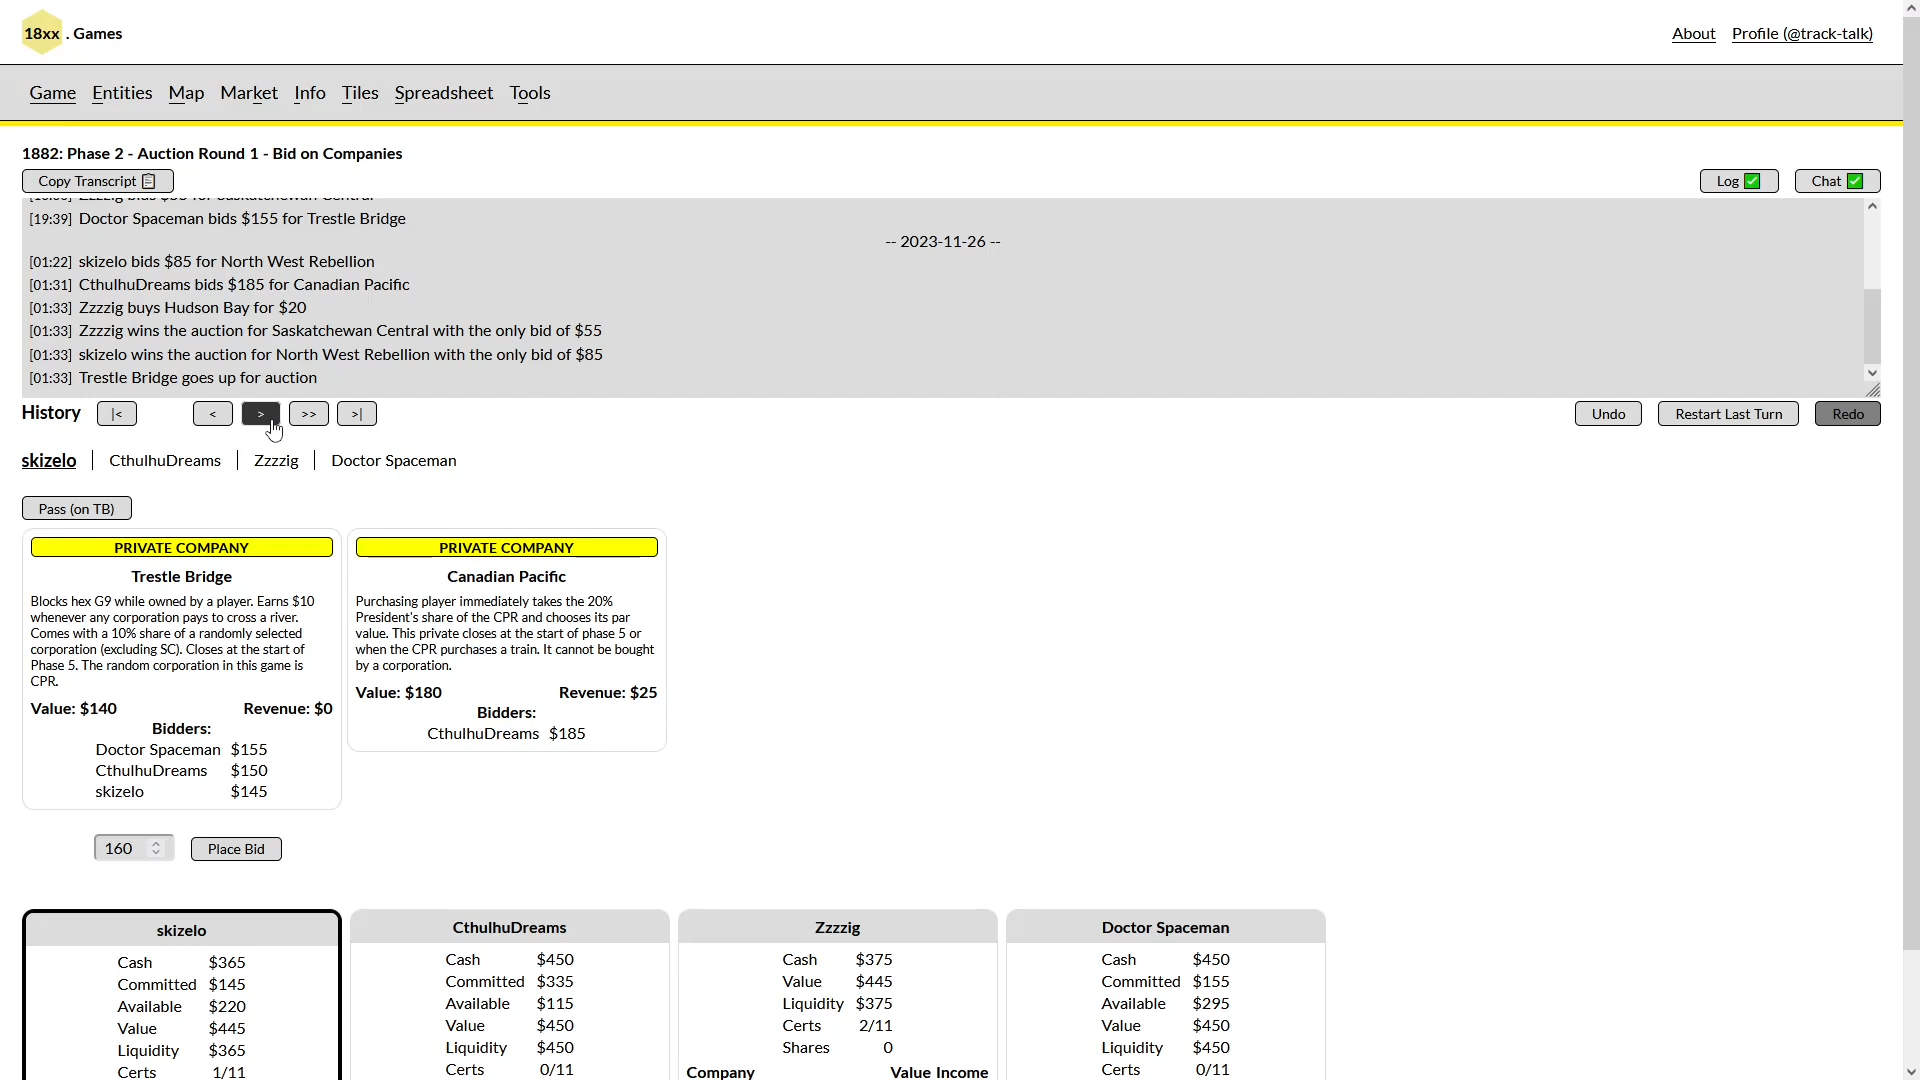 18xx . Games
About Profile (@track-talk)
Game Entities Map Market Info Tiles Spreadsheet Tools
1882: Phase 2 - Auction Round 1 - Bid on Companies
Copy Transcript
Log Chat
[19:39] Doctor Spaceman bids $155 for Trestle Bridge
-- 2023-11-26 --
[01:22] skizelo bids $85 for North West Rebellion
[01:31] CthulhuDreams bids $185 for Canadian Pacific
[01:33] Zzzzig buys Hudson Bay for $20
[01:33] Zzzzig wins the auction for Saskatchewan Central with the only bid of $55
[01:33] skizelo wins the auction for North West Rebellion with the only bid of $85
[01:33] Trestle Bridge goes up for auction
History |< < > >> >|
Undo Restart Last Turn Redo
skizelo CthulhuDreams Zzzzig Doctor Spaceman
Pass (on TB)
PRIVATE COMPANY
Trestle Bridge
Blocks hex G9 while owned by a player. Earns $10
whenever any corporation pays to cross a river.
Comes with a 10% share of a randomly selected
corporation (excluding SC). Closes at the start of
Phase 5. The random corporation in this game is
CPR.
Value: $140 Revenue: $0
Bidders:
Doctor Spaceman $155
CthulhuDreams $150
skizelo $145
PRIVATE COMPANY
Canadian Pacific
Purchasing player immediately takes the 20%
President's share of the CPR and chooses its par
value. This private closes at the start of phase 5 or
when the CPR purchases a train. It cannot be bought
by a corporation.
Value: $180 Revenue: $25
Bidders:
CthulhuDreams $185
160 Place Bid
skizelo
Cash $365
Committed $145
Available $220
Value $445
Liquidity $365
Certs 1/11
CthulhuDreams
Cash $450
Committed $335
Available $115
Value $450
Liquidity $450
Certs 0/11
Zzzzig
Cash $375
Value $445
Liquidity $375
Certs 2/11
Shares 0
Company Value Income
Doctor Spaceman
Cash $450
Committed $155
Available $295
Value $450
Liquidity $450
Certs 0/11